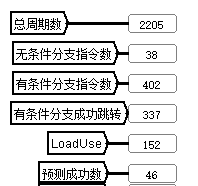 总周期数 2205
无条件分支指令数 38
有条件分支指令数 402
有条件分支成功跳转 337
LoadUse 152
预测成功数 46